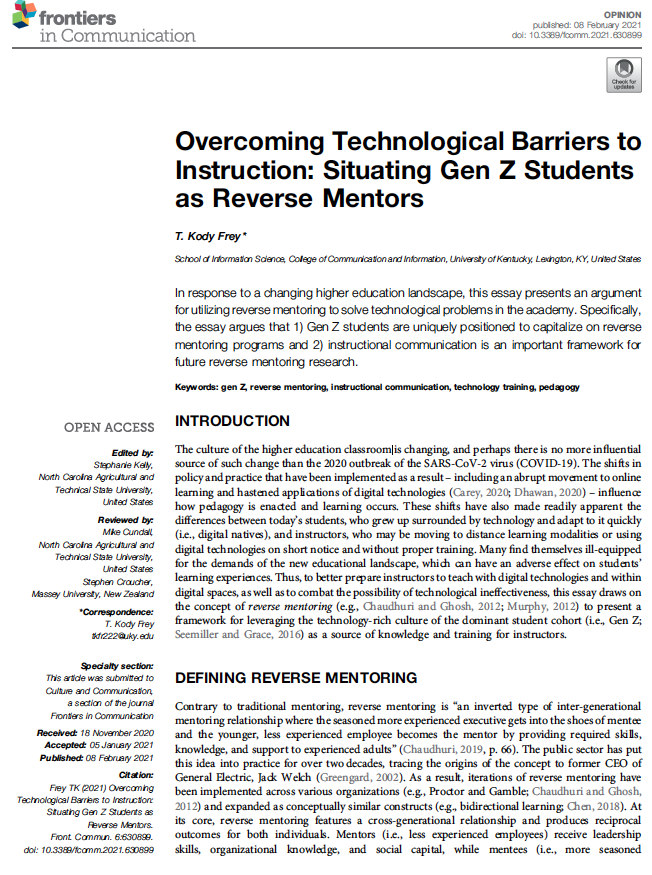 frontiers
in Communication
OPINION
published: 08 February 2021
doi: 10.3389/fcomm.2021.630899
Check for
updates
Overcoming Technological Barriers to
Instruction: Situating Gen Z Students
as Reverse Mentors
T. Kody Frey*
School of Information Science, College of Communication and Information, University of Kentucky, Lexington, KY, United States
In response to a changing higher education landscape, this essay presents an argument
for utilizing reverse mentoring to solve technological problems in the academy. Specifically,
the essay argues that 1) Gen Z students are uniquely positioned to capitalize on reverse
mentoring programs and 2) instructional communication is an important framework for
future reverse mentoring research.
Keywords: gen Z, reverse mentoring, instructional communication, technology training, pedagogy
OPEN ACCESS
Edited by:
Stephanie Kelly,
North Carolina Agricultural and
Technical State University,
United States
Reviewed by:
Mike Cundall,
North Carolina Agricultural and
Technical State University,
United States
Stephen Croucher,
Massey University, New Zealand
*Correspondence:
T. Kody Frey
tkfr222@uky.edu
Specialty section:
This article was submitted to
Culture and Communication,
a section of the journal
Frontiers in Communication
Received: 18 November 2020
Accepted: 05 January 2021
Published: 08 February 2021
Citation:
Frey TK (2021) Overcoming
Technological Barriers to Instruction:
Situating Gen Z Students as
Reverse Mentors.
Front. Commun. 6:630899.
doi: 10.3389/fcomm.2021.630899
INTRODUCTION
The culture of the higher education classroom is changing, and perhaps there is no more influential
source of such change than the 2020 outbreak of the SARS-CoV-2 virus (COVID-19). The shifts in
policy and practice that have been implemented as a result – including an abrupt movement to online
learning and hastened applications of digital technologies (Carey, 2020; Dhawan, 2020) – influence
how pedagogy is enacted and learning occurs. These shifts have also made readily apparent the
differences between today's students, who grew up surrounded by technology and adapt to it quickly
(i.e., digital natives), and instructors, who may be moving to distance learning modalities or using
digital technologies on short notice and without proper training. Many find themselves ill-equipped
for the demands of the new educational landscape, which can have an adverse effect on students'
learning experiences. Thus, to better prepare instructors to teach with digital technologies and within
digital spaces, as well as to combat the possibility of technological ineffectiveness, this essay draws on
the concept of reverse mentoring (e.g., Chaudhuri and Ghosh, 2012; Murphy, 2012) to present a
framework for leveraging the technology-rich culture of the dominant student cohort (i.e., Gen Z;
Seemiller and Grace, 2016) as a source of knowledge and training for instructors.
DEFINING REVERSE MENTORING
Contrary to traditional mentoring, reverse mentoring is “an inverted type of inter-generational
mentoring relationship where the seasoned more experienced executive gets into the shoes of mentee
and the younger, less experienced employee becomes the mentor by providing required skills,
knowledge, and support to experienced adults” (Chaudhuri, 2019, p. 66). The public sector has put
this idea into practice for over two decades, tracing the origins of the concept to former CEO of
General Electric, Jack Welch (Greengard, 2002). As a result, iterations of reverse mentoring have
been implemented across various organizations (e.g., Proctor and Gamble; Chaudhuri and Ghosh,
2012) and expanded as conceptually similar constructs (e.g., bidirectional learning; Chen, 2018). At
its core, reverse mentoring features a cross-generational relationship and produces reciprocal
outcomes for both individuals. Mentors (i.e., less experienced employees) receive leadership
skills, organizational knowledge, and social capital, while mentees (i.e., more seasoned